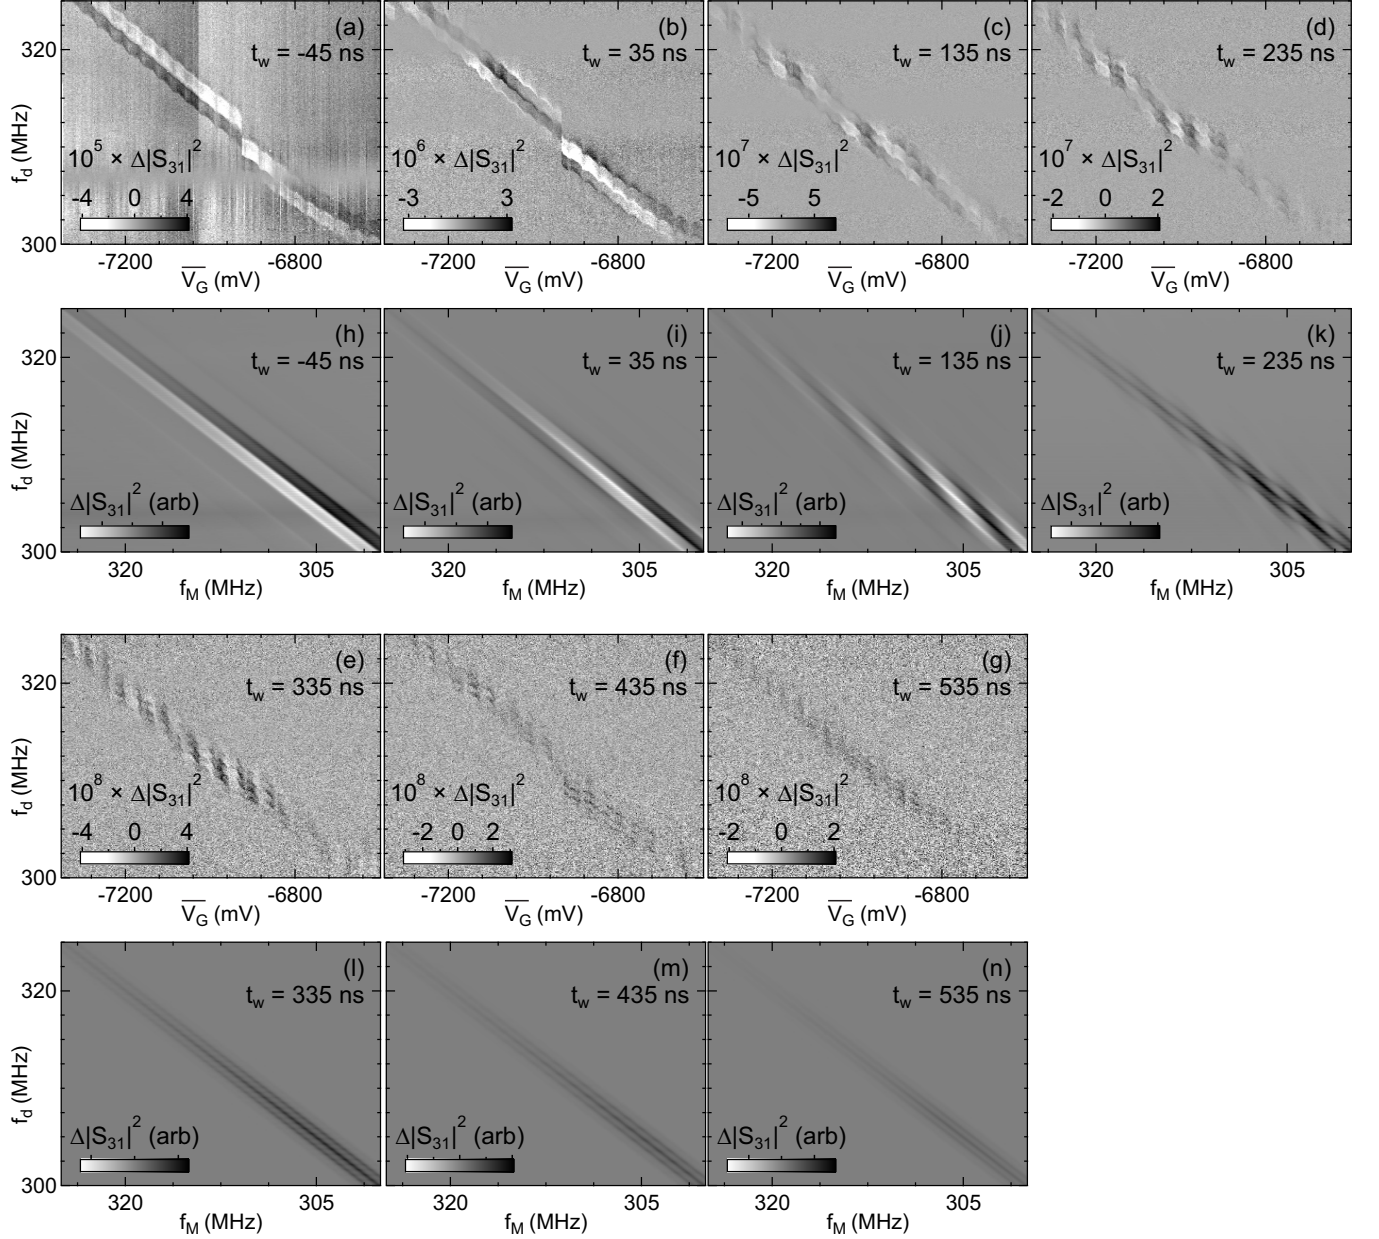 (a) (b) (c) (d)
320 t_w = -45 ns t_w = 35 ns t_w = 135 ns t_w = 235 ns
f_d (MHz)
10^5 × Δ|S_31|^2 10^6 × Δ|S_31|^2 10^7 × Δ|S_31|^2 10^7 × Δ|S_31|^2
-4 0 4 -3 3 -5 5 -2 0 2
300
-7200 -6800 -7200 -6800 -7200 -6800 -7200 -6800
V_G (mV) V_G (mV) V_G (mV) V_G (mV)
(h) (i) (j) (k)
320 t_w = -45 ns t_w = 35 ns t_w = 135 ns t_w = 235 ns
f_d (MHz)
Δ|S_31|^2 (arb) Δ|S_31|^2 (arb) Δ|S_31|^2 (arb) Δ|S_31|^2 (arb)
300
320 305 320 305 320 305 320 305
f_M (MHz) f_M (MHz) f_M (MHz) f_M (MHz)
(e) (f) (g)
320 t_w = 335 ns t_w = 435 ns t_w = 535 ns
f_d (MHz)
10^8 × Δ|S_31|^2 10^8 × Δ|S_31|^2 10^8 × Δ|S_31|^2
-4 0 4 -2 0 2 -2 0 2
300
-7200 -6800 -7200 -6800 -7200 -6800
V_G (mV) V_G (mV) V_G (mV)
(l) (m) (n)
320 t_w = 335 ns t_w = 435 ns t_w = 535 ns
f_d (MHz)
Δ|S_31|^2 (arb) Δ|S_31|^2 (arb) Δ|S_31|^2 (arb)
300
320 305 320 305 320 305
f_M (MHz) f_M (MHz) f_M (MHz)